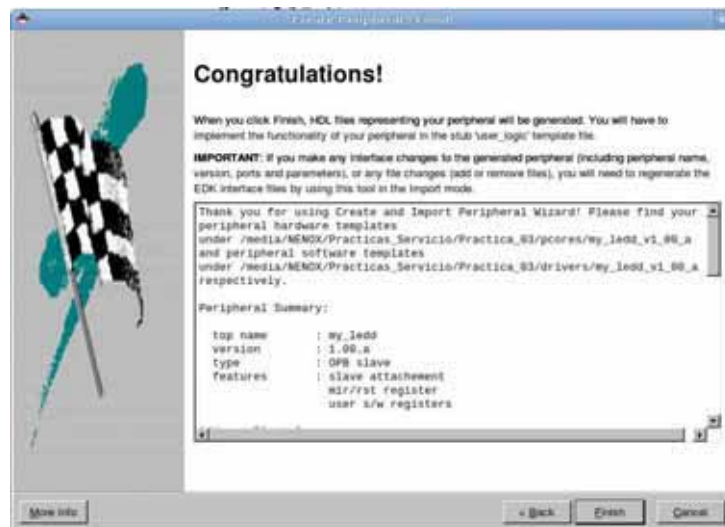 Congratulations!
When you click Finish, HDL files representing your peripheral will be generated. You will have to
implement the functionality of your peripheral in the stub 'user_logic' template file.
IMPORTANT: If you make any interface changes to the generated peripheral (including peripheral name,
version, ports and parameters), or any file changes (add or remove files), you will need to regenerate the
EDK interface files by using this tool in the Import mode.
Thank you for using Create and Import Peripheral Wizard! Please find your
peripheral hardware templates
under /media/NENOX/Practicas_Servicio/Practica_03/pcores/my_ledd_v1_00_a
and peripheral software templates
under /media/NENOX/Practicas_Servicio/Practica_03/drivers/my_ledd_v1_00_a
respectively.
Peripheral Summary:
top name : my_ledd
version : 1.00.a
type : OPB slave
features : slave attachement
mir/rst register
user s/w registers
More Info
< Back
Finish
Cancel